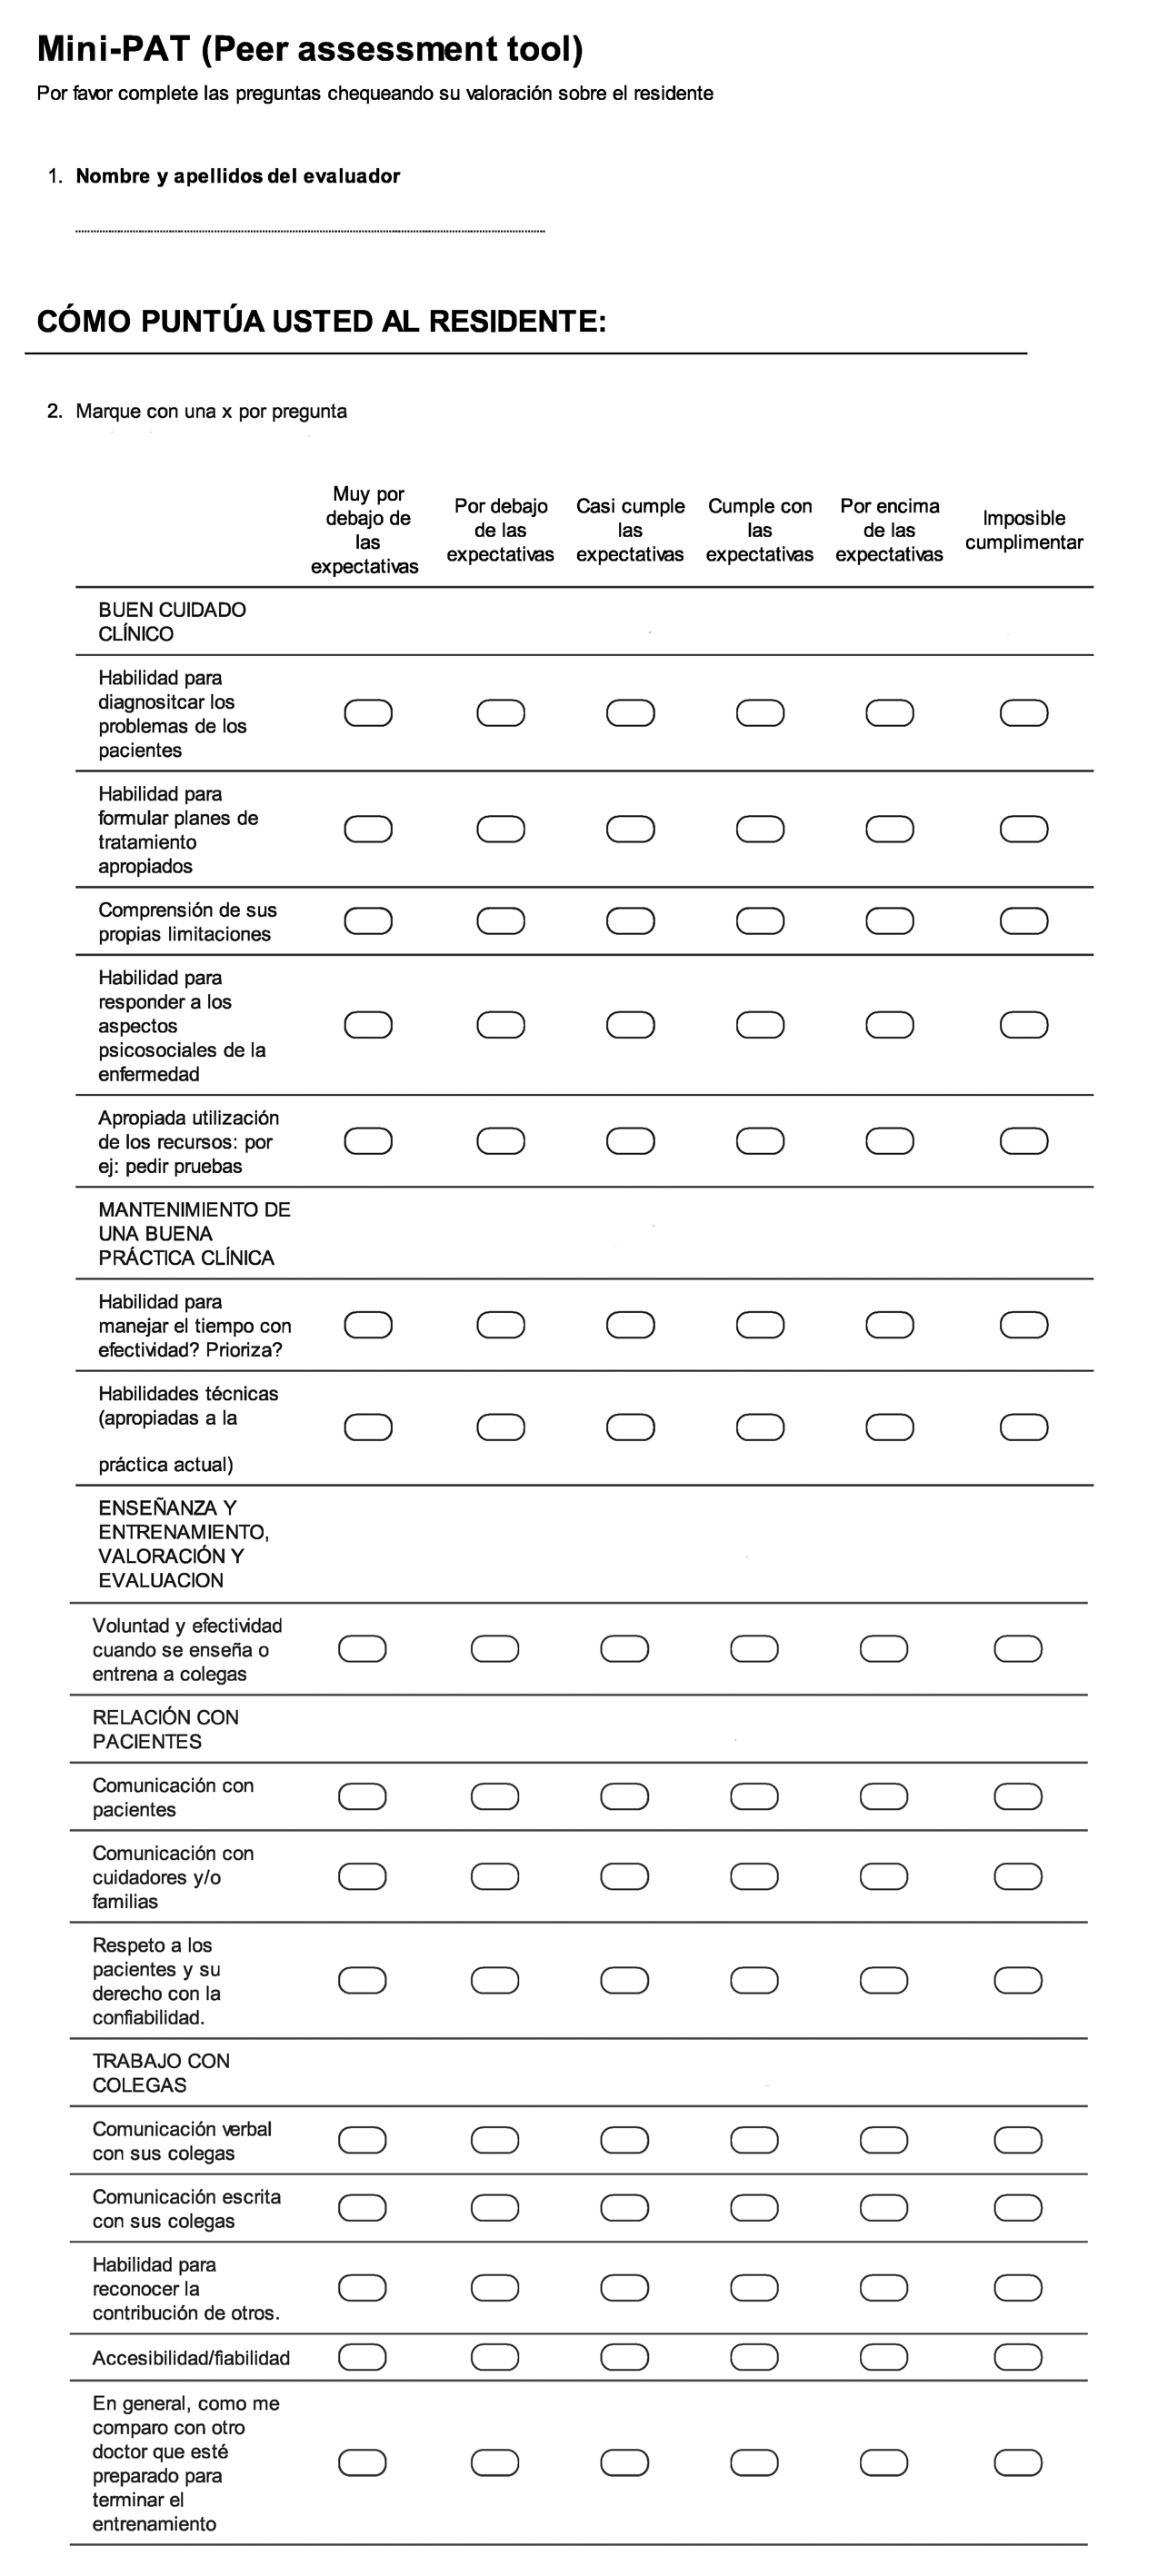 Mini-PAT (Peer assessment tool)
Por favor complete las preguntas chequeando su valoración sobre el residente
1. Nombre y apellidos del evaluador
CÓMO PUNTÚA USTED AL RESIDENTE:
2. Marque con una x por pregunta
Muy por
debajo de
las
expectativas
Por debajo
de las
expectativas
Casi cumple
las
expectativas
Cumple con
las
expectativas
Por encima
de las
expectativas
Imposible
cumplimentar
BUEN CUIDADO
CLÍNICO
Habilidad para
diagnositcar los
problemas de los
pacientes
Habilidad para
formular planes de
tratamiento
apropiados
Comprensión de sus
propias limitaciones
Habilidad para
responder a los
aspectos
psicosociales de la
enfermedad
Apropiada utilización
de los recursos: por
ej: pedir pruebas
MANTENIMIENTO DE
UNA BUENA
PRÁCTICA CLÍNICA
Habilidad para
manejar el tiempo con
efectividad? Prioriza?
Habilidades técnicas
(apropiadas a la
práctica actual)
ENSEÑANZA Y
ENTRENAMIENTO,
VALORACIÓN Y
EVALUACION
Voluntad y efectividad
cuando se enseña o
entrena a colegas
RELACIÓN CON
PACIENTES
Comunicación con
pacientes
Comunicación con
cuidadores y/o
familias
Respeto a los
pacientes y su
derecho con la
confiabilidad.
TRABAJO CON
COLEGAS
Comunicación verbal
con sus colegas
Comunicación escrita
con sus colegas
Habilidad para
reconocer la
contribución de otros.
Accesibilidad/fiabilidad
En general, como me
comparo con otro
doctor que esté
preparado para
terminar el
entrenamiento